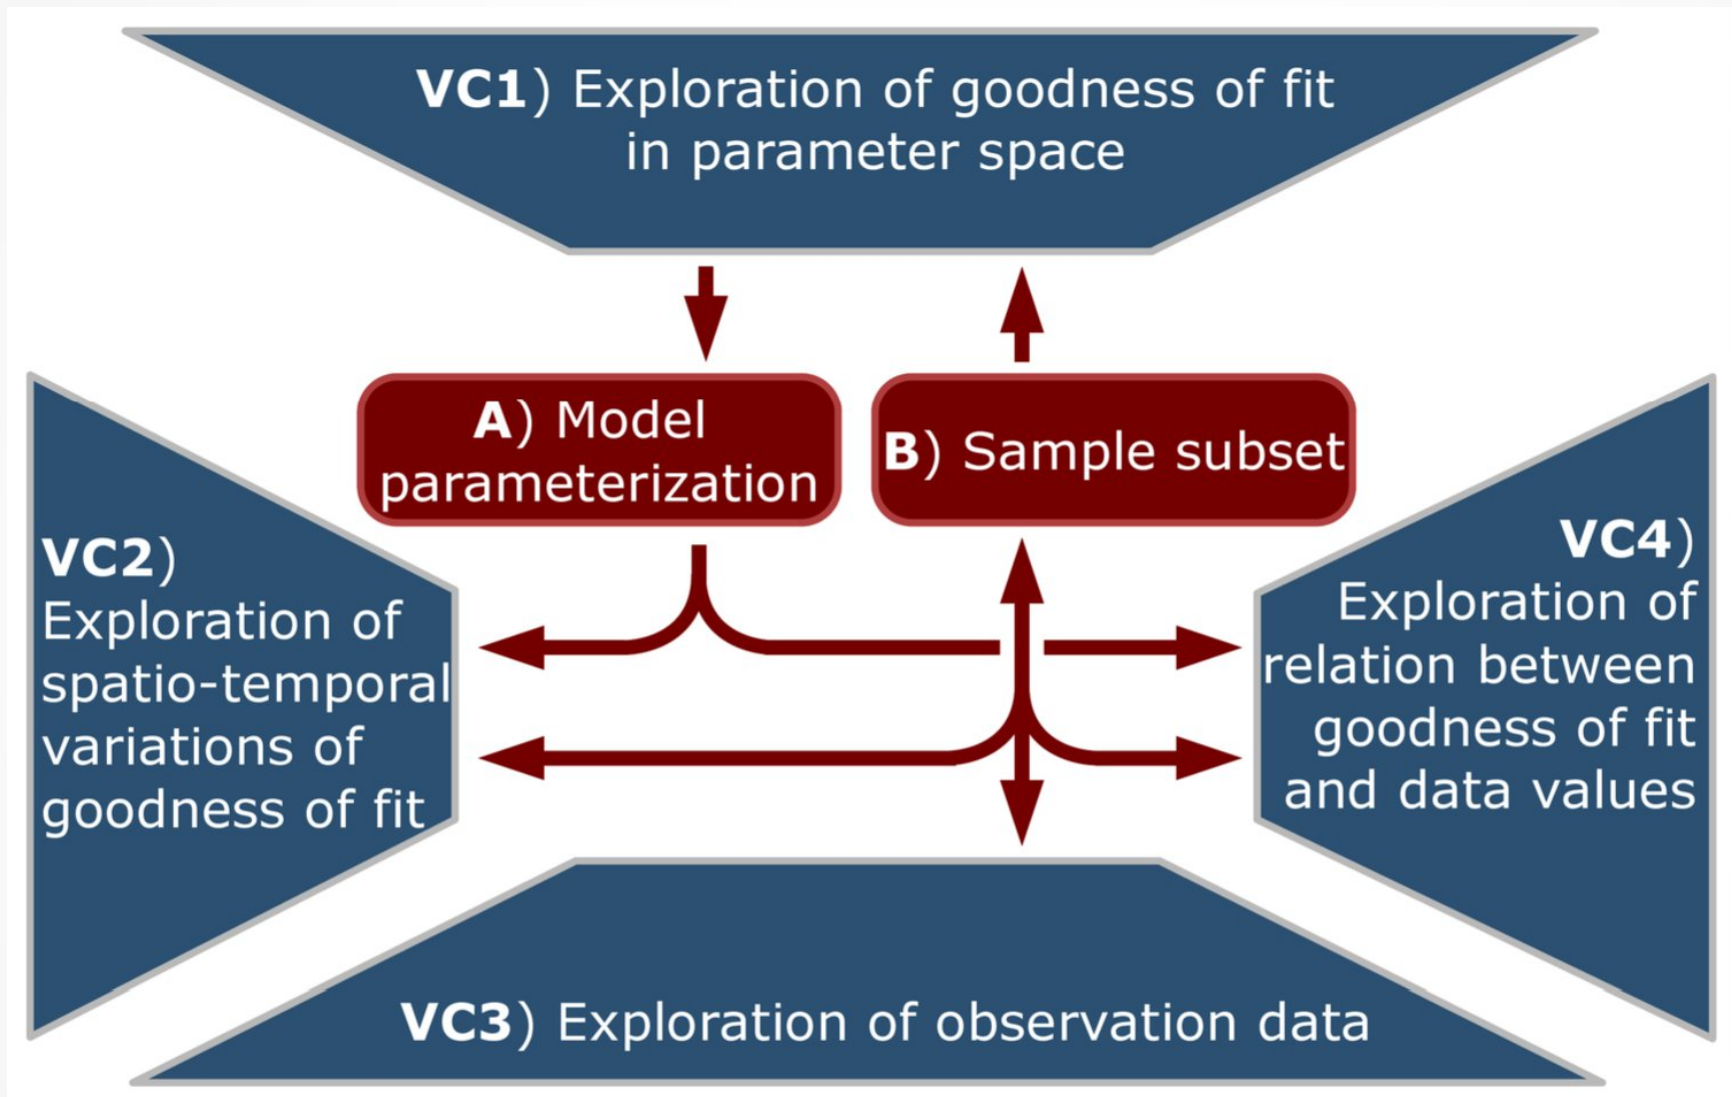 VC1) Exploration of goodness of fit
in parameter space
A) Model
parameterization
B) Sample subset
VC2)
Exploration of
spatio-temporal
variations of
goodness of fit
VC4)
Exploration of
relation between
goodness of fit
and data values
VC3) Exploration of observation data